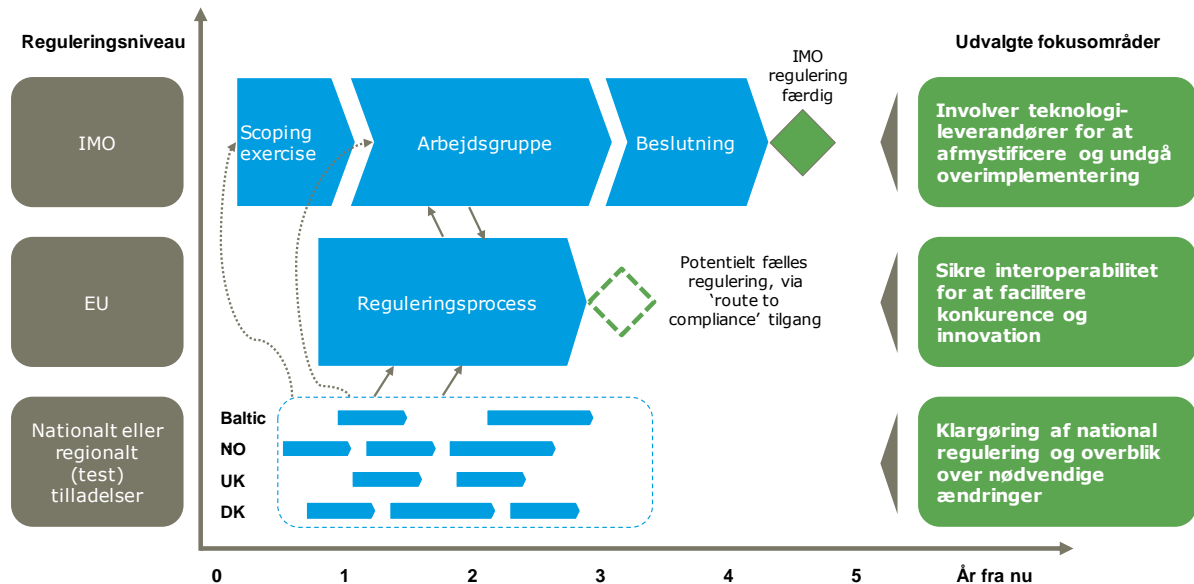 Reguleringsniveau
Udvalgte fokusområder
IMO
Scoping
exercise
Arbejdsgruppe
Beslutning
IMO
regulering
færdig
Involver teknologi-
leverandører for at
afmystificere og undgå
overimplementering
EU
Reguleringsprocess
Potentielt fælles
regulering, via
‘route to
compliance’ tilgang
Sikre interoperabilitet
for at facilitere
konkurence og
innovation
Nationalt eller
regionalt
(test)
tilladelser
Baltic
NO
UK
DK
Klargøring af national
regulering og overblik
over nødvendige
ændringer
0 1 2 3 4 5 År fra nu